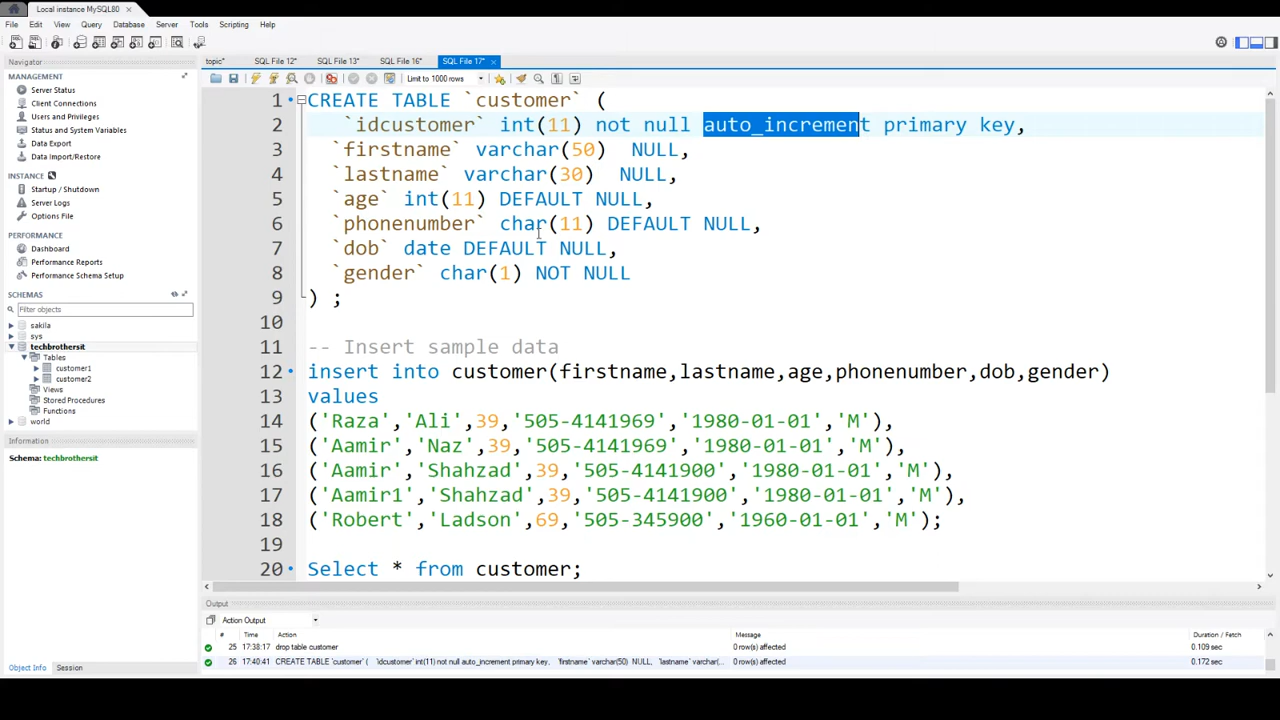 Local instance MySQL80 ×
File Edit View Query Database Server Tools Scripting Help
Navigator
topic* SQL File 12* SQL File 13* SQL File 16* SQL File 17* ×
Limit to 1000 rows
MANAGEMENT
Server Status
Client Connections
Users and Privileges
Status and System Variables
Data Export
Data Import/Restore
INSTANCE
Startup / Shutdown
Server Logs
Options File
PERFORMANCE
Dashboard
Performance Reports
Performance Schema Setup
SCHEMAS
Filter objects
sakila
sys
techbrothersit
Tables
customer1
customer2
Views
Stored Procedures
Functions
world
Information
Schema: techbrothersit
Object Info Session
1 CREATE TABLE `customer` (
2 `idcustomer` int(11) not null auto_increment primary key,
3 `firstname` varchar(50)  NULL,
4 `lastname` varchar(30)  NULL,
5 `age` int(11) DEFAULT NULL,
6 `phonenumber` char(11) DEFAULT NULL,
7 `dob` date DEFAULT NULL,
8 `gender` char(1) NOT NULL
9 ) ;
10
11 -- Insert sample data
12 insert into customer(firstname,lastname,age,phonenumber,dob,gender)
13 values
14 ('Raza','Ali',39,'505-4141969','1980-01-01','M'),
15 ('Aamir','Naz',39,'505-4141969','1980-01-01','M'),
16 ('Aamir','Shahzad',39,'505-4141900','1980-01-01','M'),
17 ('Aamir1','Shahzad',39,'505-4141900','1980-01-01','M'),
18 ('Robert','Ladson',69,'505-345900','1960-01-01','M');
19
20 Select * from customer;
Output
Action Output
# Time Action Message Duration / Fetch
25 17:38:17 drop table customer 0 row(s) affected 0.109 sec
26 17:40:41 CREATE TABLE `customer` ( `idcustomer` int(11) not null auto_increment primary key, `firstname` varchar(50)  NULL, `lastname` varchar(... 0 row(s) affected 0.172 sec